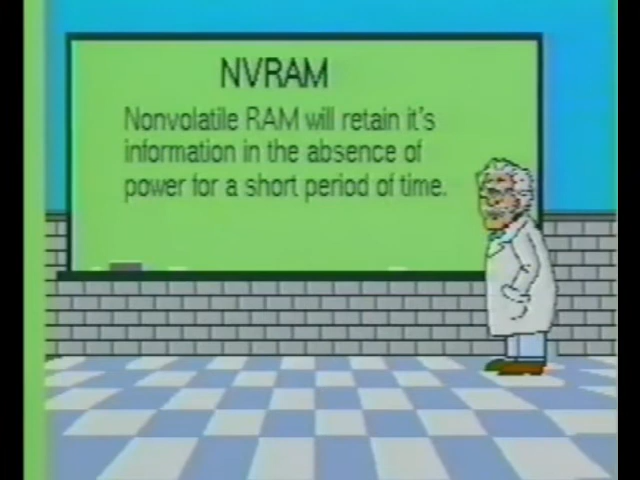 NVRAM
Nonvolatile RAM will retain it's
information in the absence of
power for a short period of time.